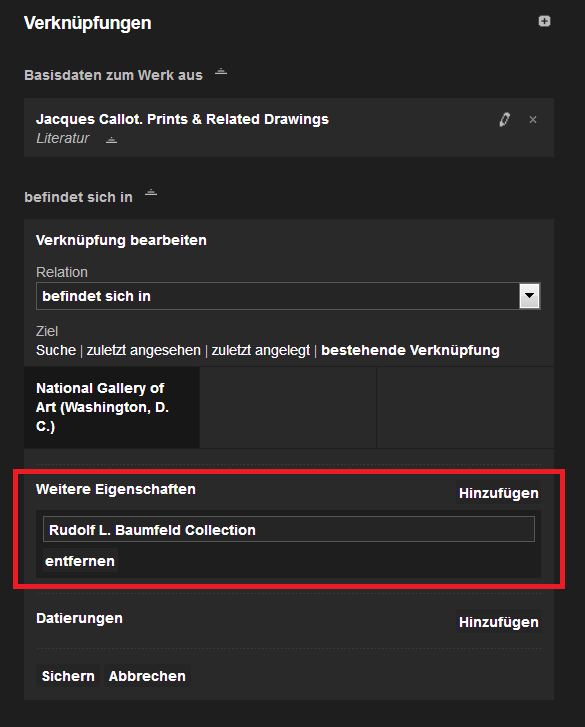 Verknüpfungen
Basisdaten zum Werk aus
Jacques Callot. Prints & Related Drawings
Literatur
befindet sich in
Verknüpfung bearbeiten
Relation
befindet sich in
Ziel
Suche | zuletzt angesehen | zuletzt angelegt | bestehende Verknüpfung
National Gallery of
Art (Washington, D.
C.)
Weitere Eigenschaften
Hinzufügen
Rudolf L. Baumfeld Collection
entfernen
Datierungen
Hinzufügen
Sichern Abbrechen